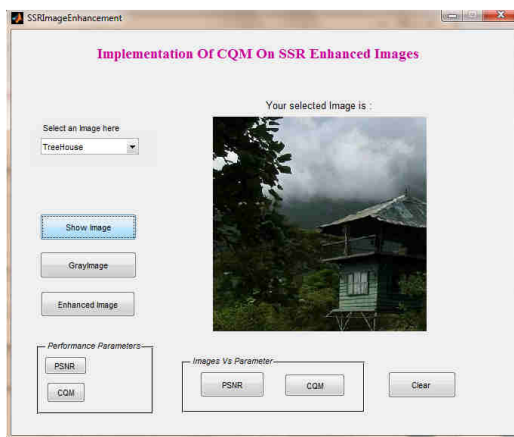 SSRImageEnhancement
Implementation Of CQM On SSR Enhanced Images
Your selected Image is :
Select an Image here
TreeHouse
Show Image
GrayImage
Enhanced Image
Performance Parameters
PSNR
CQM
Images Vs Parameter
PSNR
CQM
Clear